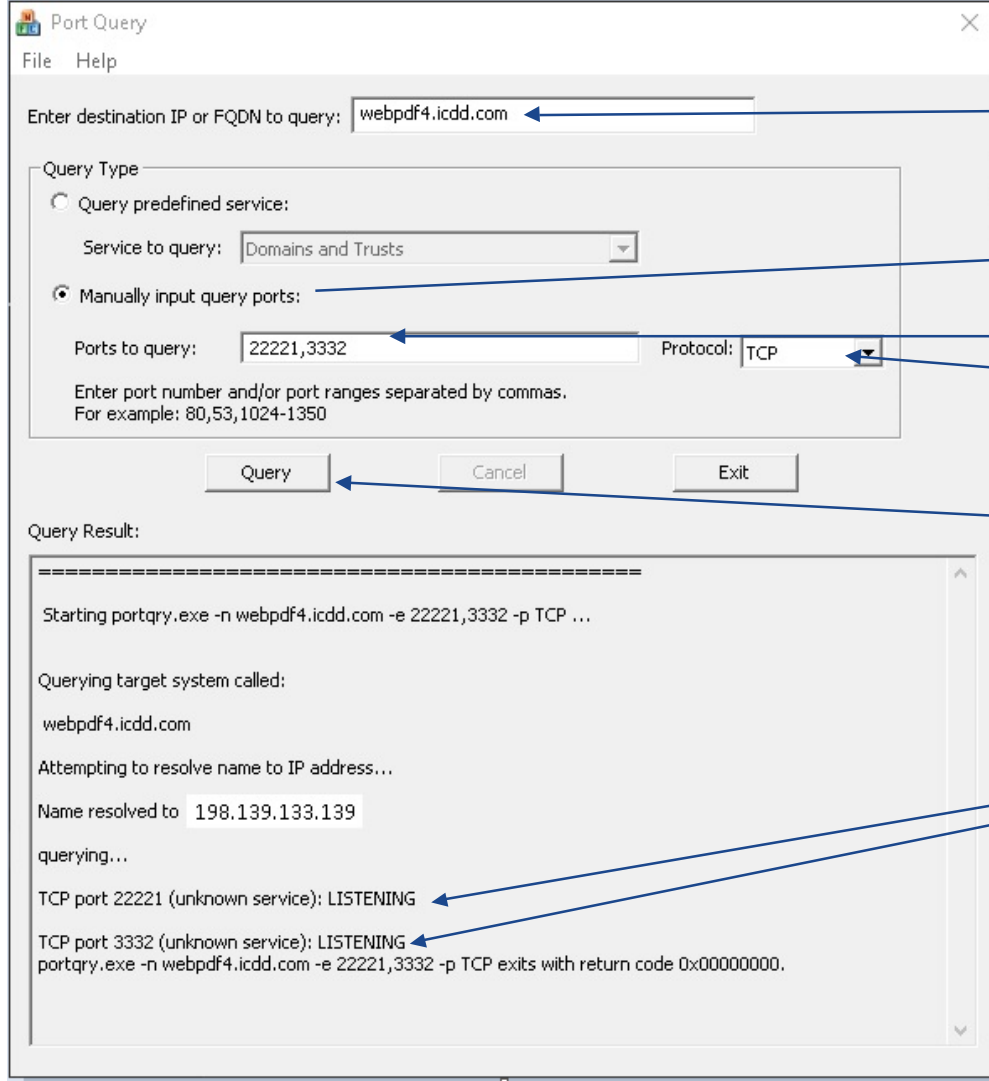 Port Query
File Help
Enter destination IP or FQDN to query: webpdf4.icdd.com
Query Type
Query predefined service:
Service to query: Domains and Trusts
Manually input query ports:
Ports to query: 22221,3332 Protocol: TCP
Enter port number and/or port ranges separated by commas.
For example: 80,53,1024-1350
Query Cancel Exit
Query Result:
=============================================
Starting portqry.exe -n webpdf4.icdd.com -e 22221,3332 -p TCP ...
Querying target system called:
webpdf4.icdd.com
Attempting to resolve name to IP address...
Name resolved to 198.139.133.139
querying...
TCP port 22221 (unknown service): LISTENING
TCP port 3332 (unknown service): LISTENING
portqry.exe -n webpdf4.icdd.com -e 22221,3332 -p TCP exits with return code 0x00000000.